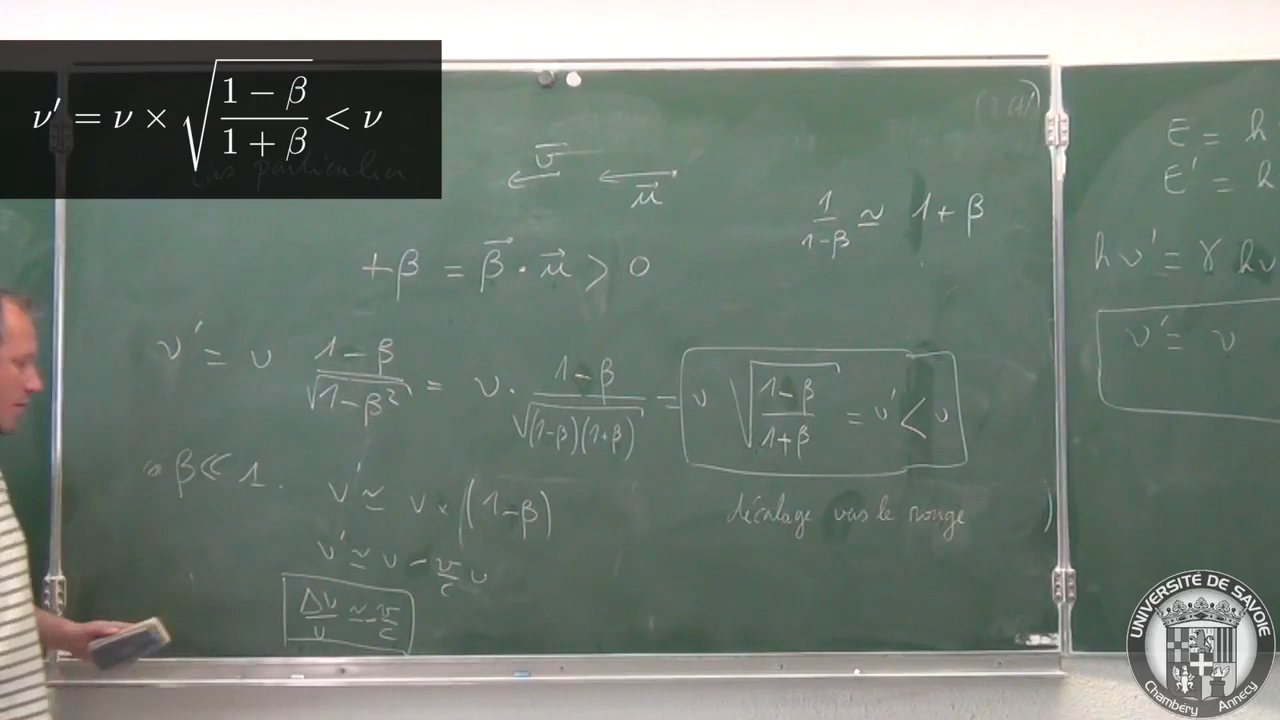 ν' = ν × √((1 − β)/(1 + β)) < ν
Cas particulier
v⃗
u⃗
1/(1−β) ≃ 1 + β
+β = β⃗ · u⃗ > 0
ν' = ν (1−β)/√(1−β²) = ν · (1−β)/√((1−β)(1+β)) = ν √((1−β)/(1+β)) = ν' < ν
β ≪ 1. ν' ≃ ν × (1−β)
décalage vers le rouge
ν' ≃ ν − v/c ν
Δν/ν ≃ − v/c
E = h
E' = h
hν' = γ hν
ν' = ν
UNIVERSITÉ DE SAVOIE
Chambéry Annecy